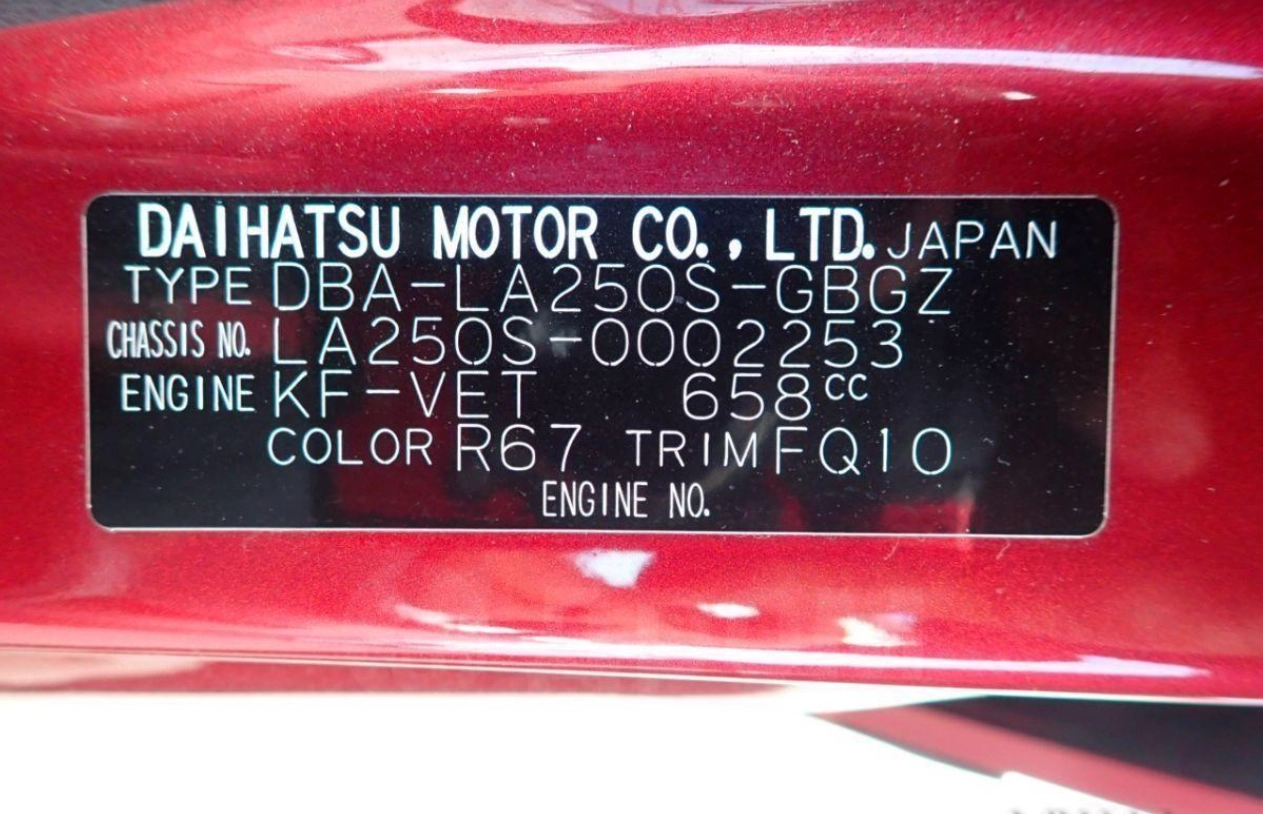 DAIHATSU MOTOR CO., LTD. JAPAN
TYPE DBA-LA250S-GBGZ
CHASSIS NO. LA250S-0002253
ENGINE KF-VET 658cc
COLOR R67 TRIM FQ10
ENGINE NO.